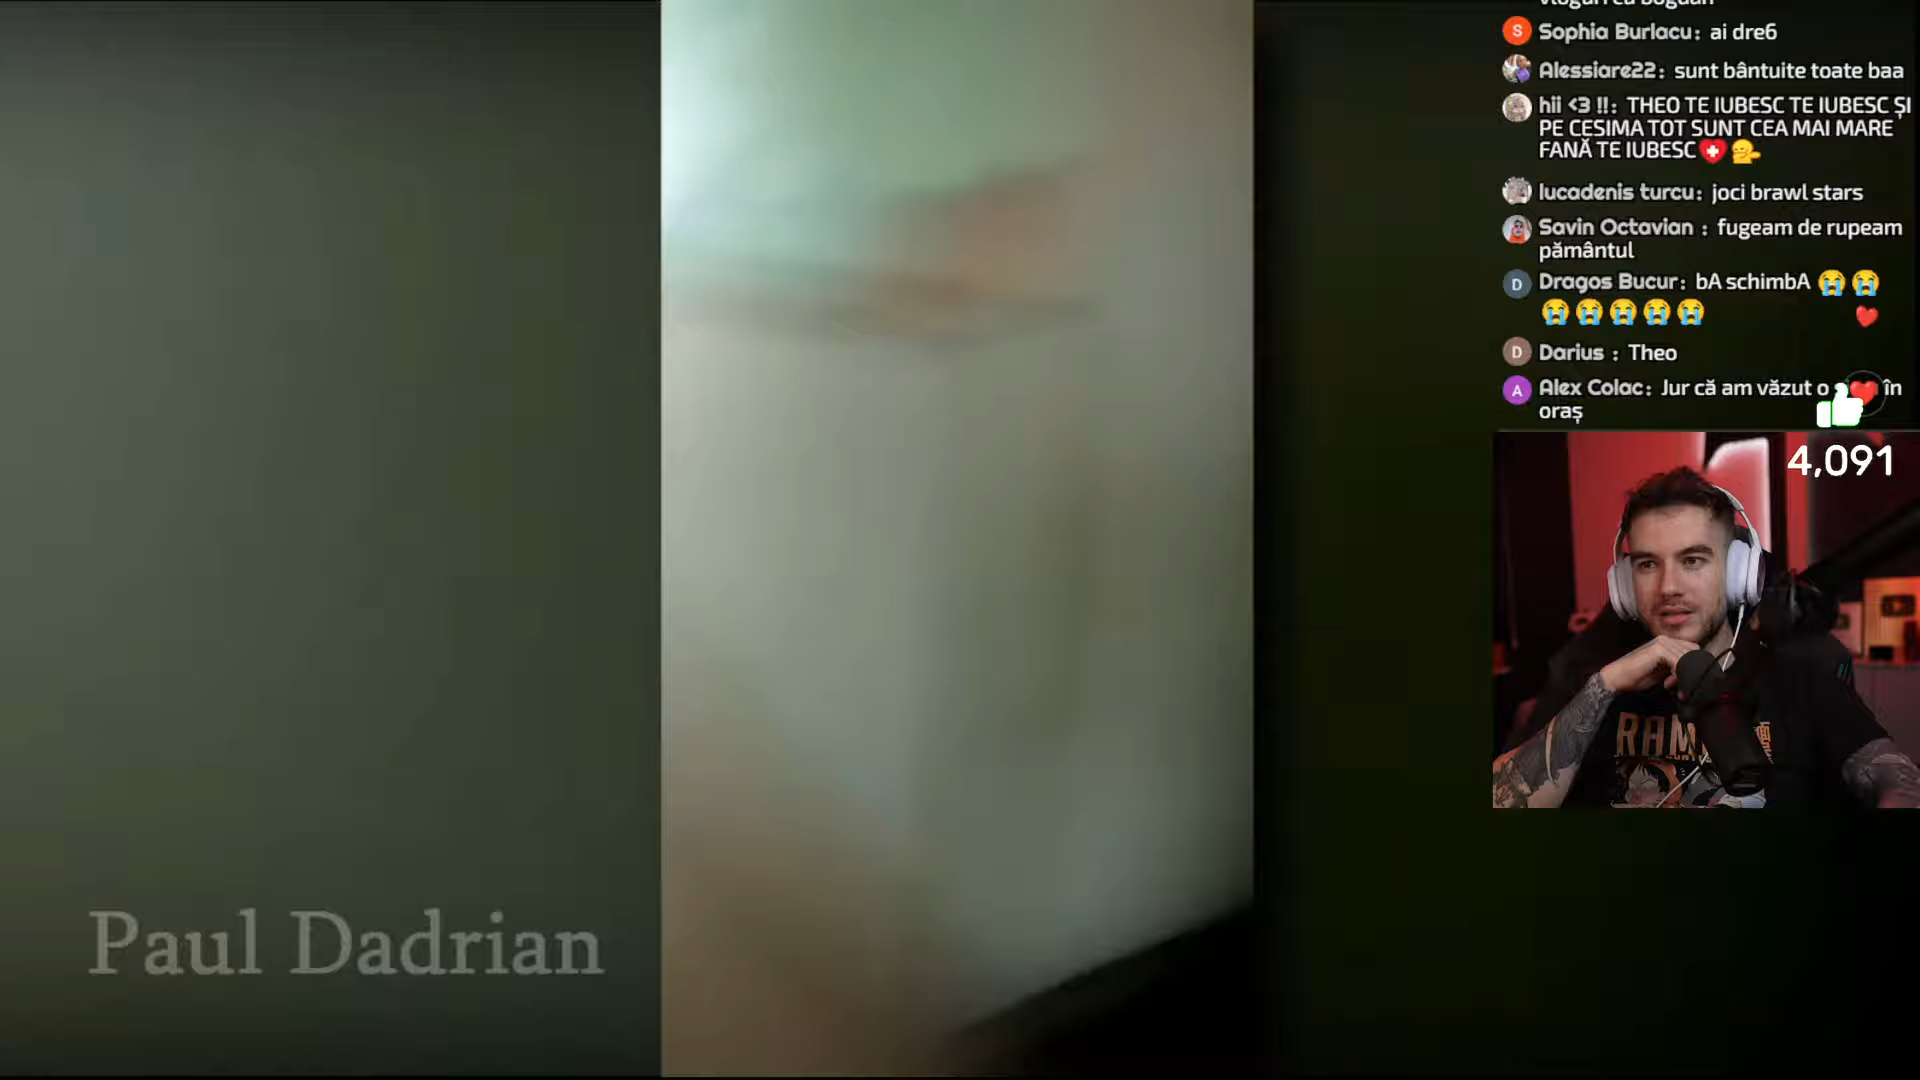 Sophia Burlacu: ai dre6
Alessiare22: sunt bântuite toate baa
hii <3 !!: THEO TE IUBESC TE IUBESC ȘI
PE CESIMA TOT SUNT CEA MAI MARE
FANĂ TE IUBESC
lucadenis turcu: joci brawl stars
Savin Octavian : fugeam de rupeam
pământul
Dragos Bucur: bA schimbA
Darius : Theo
Alex Colac: Jur că am văzut o în
oraș
4,091
RAM
Paul Dadrian